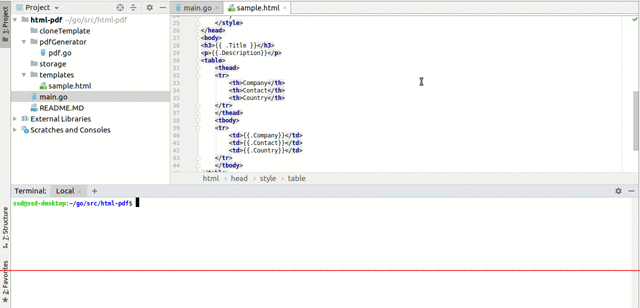 Project
main.go
sample.html
html-pdf ~/go/src/html-pdf
cloneTemplate
pdfGenerator
pdf.go
storage
templates
sample.html
main.go
README.MD
External Libraries
Scratches and Consoles
1: Project
7: Structure
2: Favorites
25 </style>
26 </head>
27 <body>
28 <h3>{{ .Title }}</h3>
29 <p>{{.Description}}</p>
30 <table>
31 <thead>
32 <tr>
33 <th>Company</th>
34 <th>Contact</th>
35 <th>Country</th>
36 </tr>
37 </thead>
38 <tbody>
39 <tr>
40 <td>{{.Company}}</td>
41 <td>{{.Contact}}</td>
42 <td>{{.Country}}</td>
43 </tr>
44 </tbody>
html › head › style › table
Terminal: Local +
ssd@ssd-desktop:~/go/src/html-pdf$